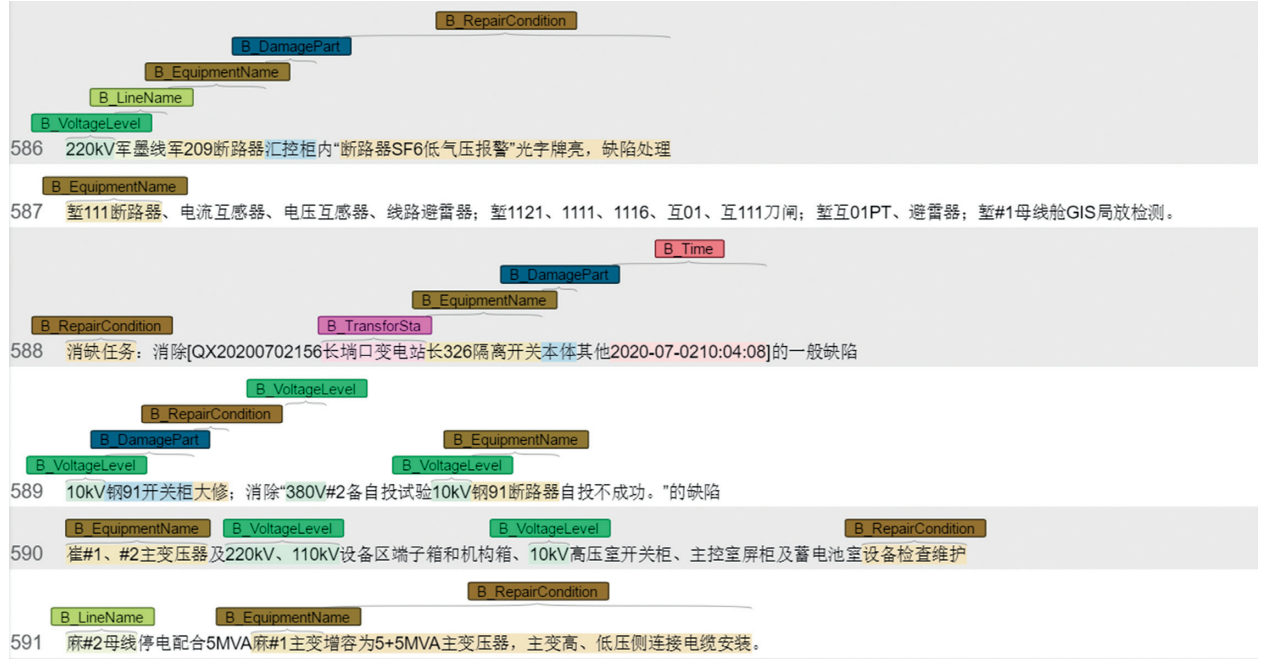 B_RepairCondition
B_DamagePart
B_EquipmentName
B_LineName
B_VoltageLevel
586 220kV军墨线军209断路器汇控柜内“断路器SF6低气压报警”光字牌亮，缺陷处理
B_EquipmentName
587 堑111断路器、电流互感器、电压互感器、线路避雷器；堑1121、1111、1116、互01、互111刀闸；堑互01PT、避雷器；堑#1母线舱GIS局放检测。
B_Time
B_DamagePart
B_EquipmentName
B_RepairCondition B_TransforSta
588 消缺任务：消除[QX20200702156长端口变电站长326隔离开关本体其他2020-07-0210:04:08]的一般缺陷
B_VoltageLevel
B_RepairCondition
B_DamagePart B_EquipmentName
B_VoltageLevel B_VoltageLevel
589 10kV钢91开关柜大修；消除“380V#2备自投试验10kV钢91断路器自投不成功。”的缺陷
B_EquipmentName B_VoltageLevel B_VoltageLevel B_RepairCondition
590 崔#1、#2主变压器及220kV、110kV设备区端子箱和机构箱、10kV高压室开关柜、主控室屏柜及蓄电池室设备检查维护
B_RepairCondition
B_LineName B_EquipmentName
591 麻#2母线停电配合5MVA麻#1主变增容为5+5MVA主变压器，主变高、低压侧连接电缆安装。